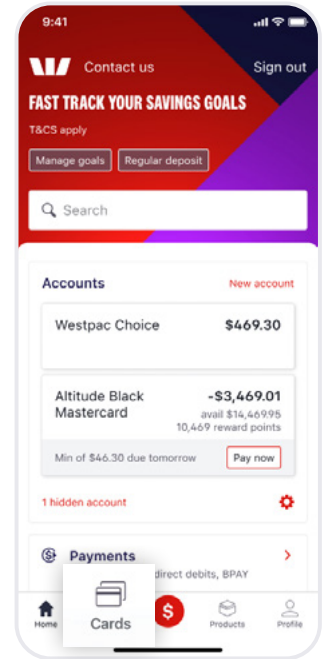 9:41
Contact us Sign out
FAST TRACK YOUR SAVINGS GOALS
T&CS apply
Manage goals Regular deposit
Search
Accounts New account
Westpac Choice $469.30
Altitude Black -$3,469.01
Mastercard avail $14,469.95
10,469 reward points
Min of $46.30 due tomorrow Pay now
1 hidden account
Payments
direct debits, BPAY
Home Cards $ Products Profile